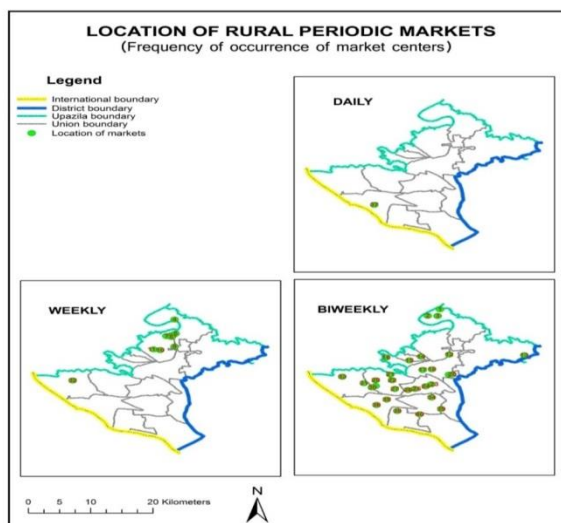 LOCATION OF RURAL PERIODIC MARKETS
(Frequency of occurrence of market centers)
Legend
International boundary
District boundary
Upazila boundary
Union boundary
Location of markets
DAILY
WEEKLY
BIWEEKLY
0 5 10 20 Kilometers
N